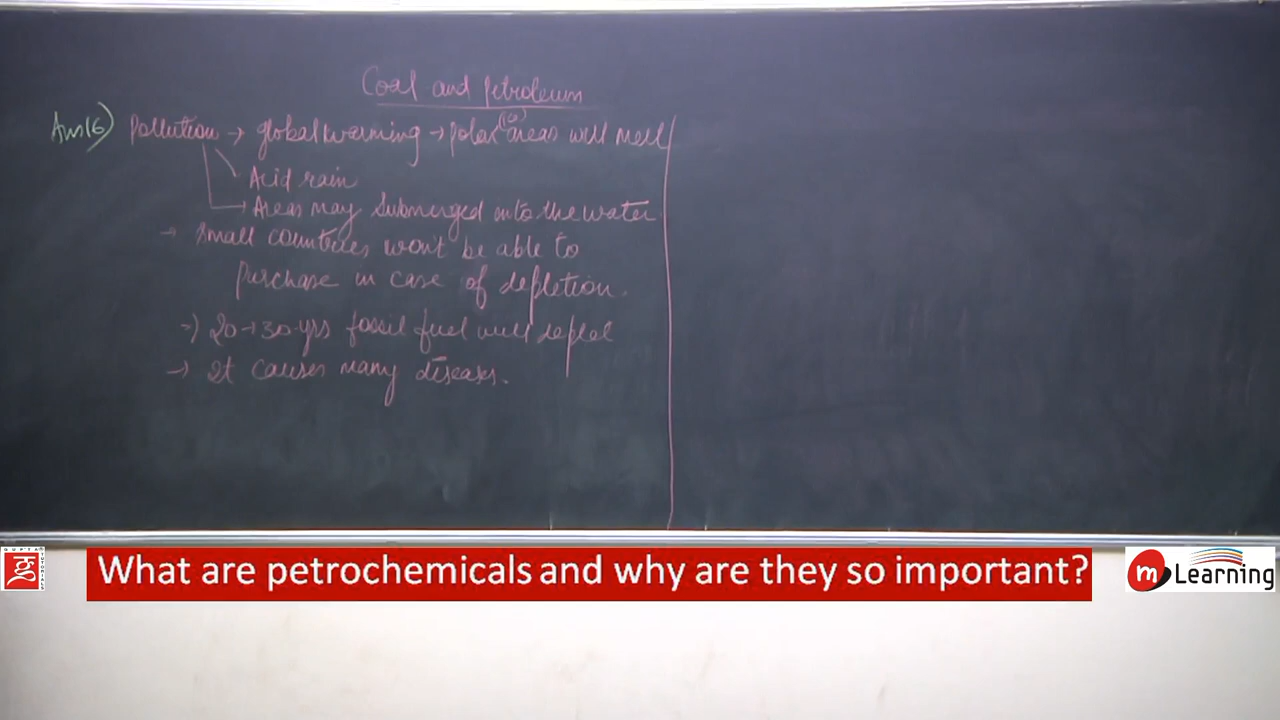 Coal and petroleum
Ans(6) Pollution → global warming → polar areas will melt
Acid rain
→ Areas may submerged into the water
→ Small countries won't be able to
purchase in case of depletion.
→ 20 → 30 yrs fossil fuel will deplet
→ It causes many diseases.
What are petrochemicals and why are they so important?
GUPTA
m Learning